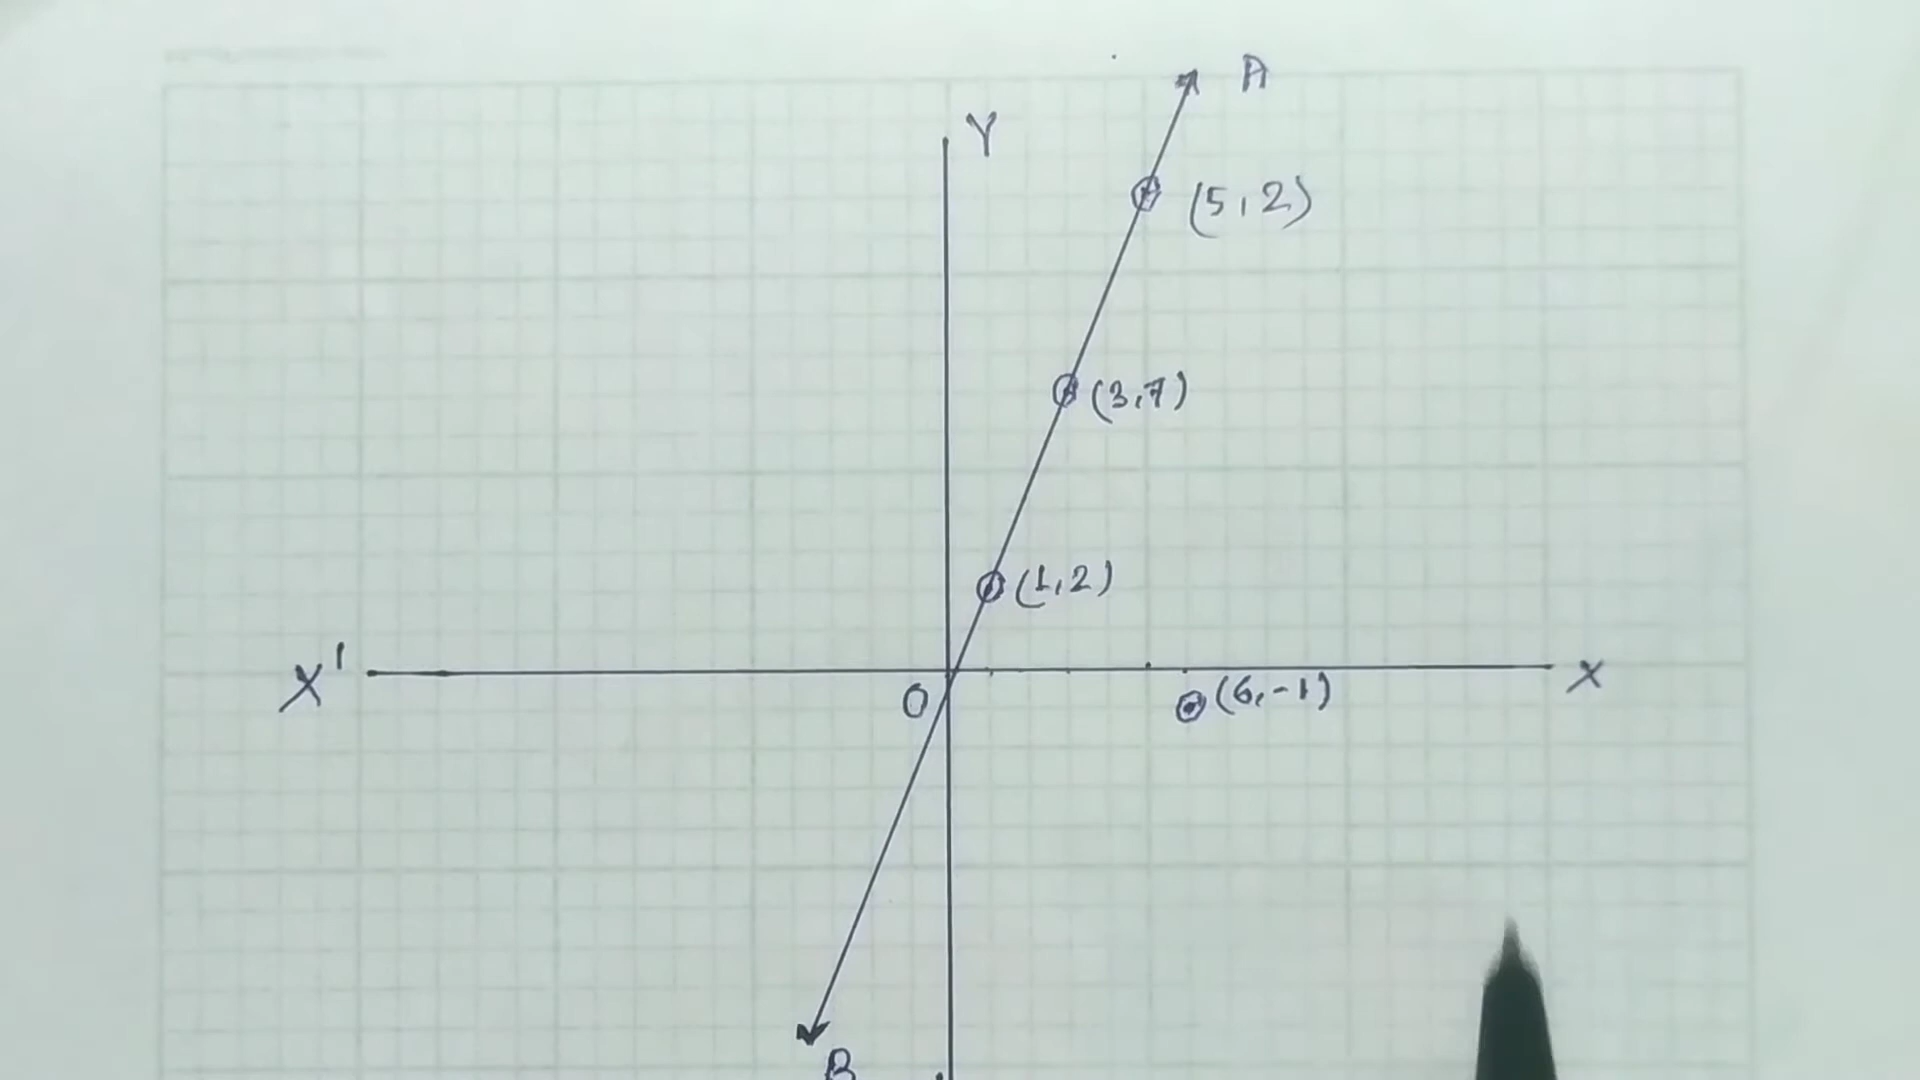 A
Y
(5,2)
(3,7)
(1,2)
X'
X
O
(6,-1)
B